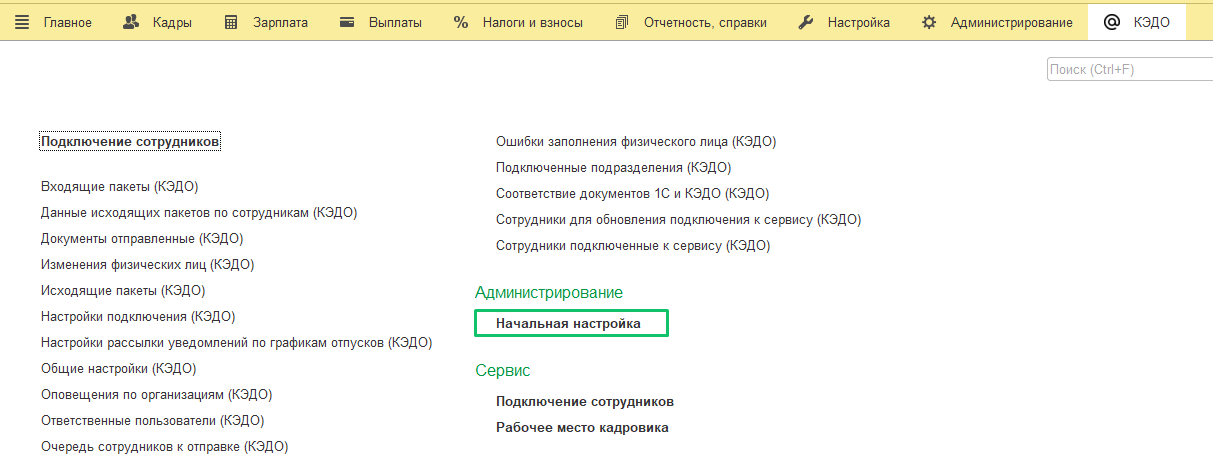 Главное Кадры Зарплата Выплаты % Налоги и взносы Отчетность, справки Настройка Администрирование @ КЭДО
Поиск (Ctrl+F)
Подключение сотрудников
Входящие пакеты (КЭДО)
Данные исходящих пакетов по сотрудникам (КЭДО)
Документы отправленные (КЭДО)
Изменения физических лиц (КЭДО)
Исходящие пакеты (КЭДО)
Настройки подключения (КЭДО)
Настройки рассылки уведомлений по графикам отпусков (КЭДО)
Общие настройки (КЭДО)
Оповещения по организациям (КЭДО)
Ответственные пользователи (КЭДО)
Очередь сотрудников к отправке (КЭДО)
Ошибки заполнения физического лица (КЭДО)
Подключенные подразделения (КЭДО)
Соответствие документов 1С и КЭДО (КЭДО)
Сотрудники для обновления подключения к сервису (КЭДО)
Сотрудники подключенные к сервису (КЭДО)
Администрирование
Начальная настройка
Сервис
Подключение сотрудников
Рабочее место кадровика